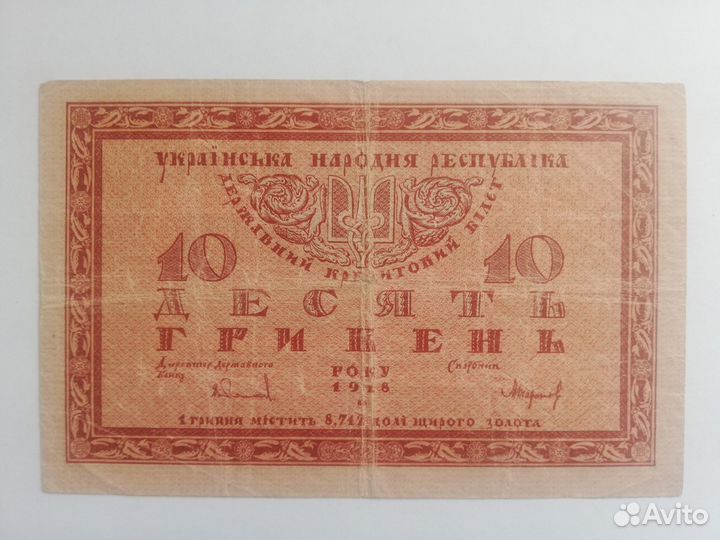 УКРАЇНСЬКА НАРОДНЯ РЕСПУБЛІКА
ДЕРЖАВНИЙ КРЕДИТОВИЙ БІЛЄТ
10 10
ДЕСЯТЬ
ГРИВЕНЬ
Директор Державного Банку
РОКУ
1918
Скарбник
1 гривня містить 8,712 долі щирого золота
Avito